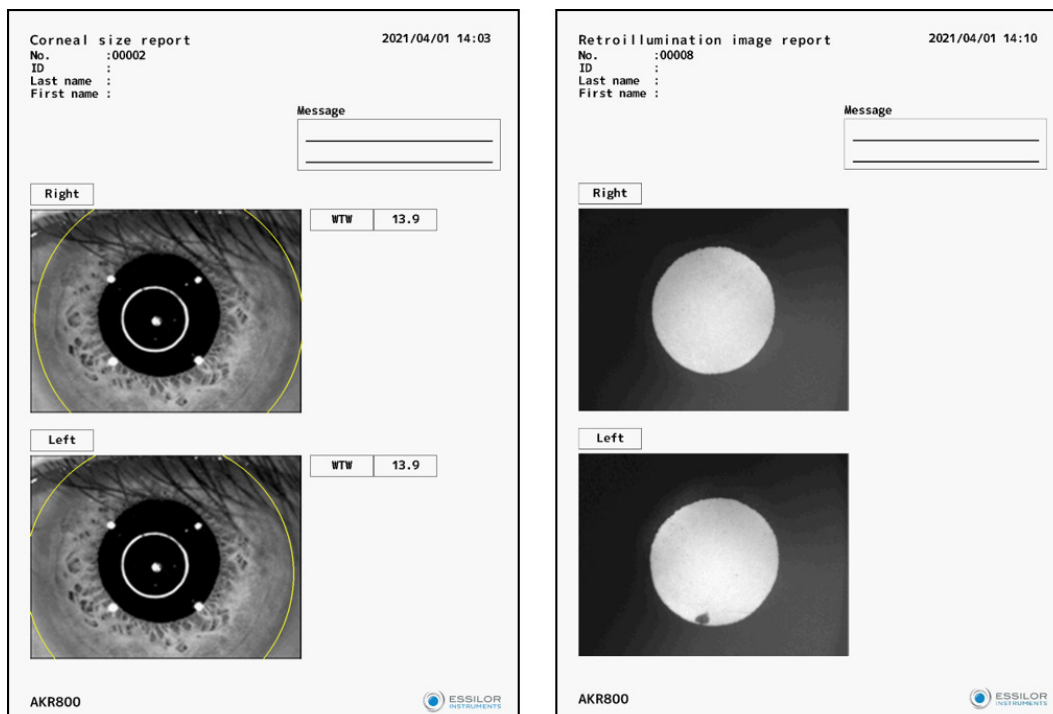 Corneal size report 2021/04/01 14:03
No. :00002
ID :
Last name :
First name :
Message
Right
WTW 13.9
Left
WTW 13.9
AKR800 ESSILOR
INSTRUMENTS
Retroillumination image report 2021/04/01 14:10
No. :00008
ID :
Last name :
First name :
Message
Right
Left
AKR800 ESSILOR
INSTRUMENTS